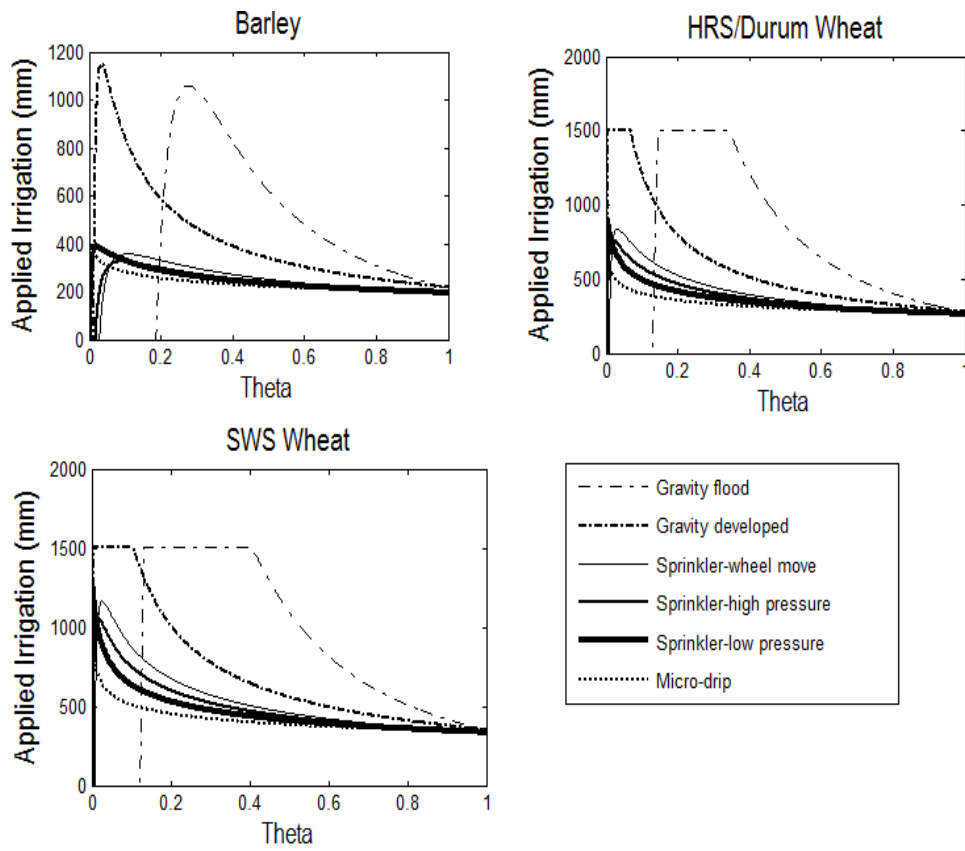 Barley
1200
1000
800
600
400
200
0
Applied Irrigation (mm)
0 0.2 0.4 0.6 0.8 1
Theta
HRS/Durum Wheat
2000
1500
1000
500
0
Applied Irrigation (mm)
0 0.2 0.4 0.6 0.8 1
Theta
SWS Wheat
2000
1500
1000
500
0
Applied Irrigation (mm)
0 0.2 0.4 0.6 0.8 1
Theta
Gravity flood
Gravity developed
Sprinkler-wheel move
Sprinkler-high pressure
Sprinkler-low pressure
Micro-drip